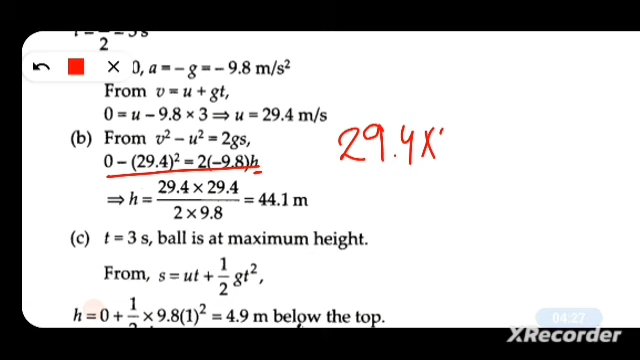 2
0, a = − g = − 9.8 m/s²
From v = u + gt,
0 = u − 9.8 × 3 ⇒ u = 29.4 m/s
(b) From v² − u² = 2gs,
0 − (29.4)² = 2(−9.8)h
⇒ h = 29.4 × 29.4 / 2 × 9.8 = 44.1 m
29.4×
(c) t = 3 s, ball is at maximum height.
From, s = ut + 1/2 gt²,
h = 0 + 1/2 × 9.8(1)² = 4.9 m below the top.
04:27
XRecorder